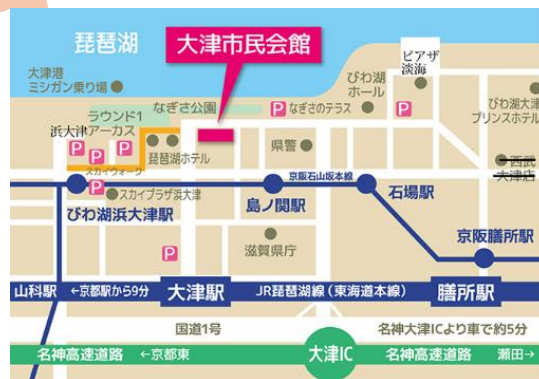 琵琶湖
大津市民会館
ピアザ
淡海
大津港
ミシガン乗り場
びわ湖
ホール
なぎさ公園
P なぎさのテラス
P
びわ湖大津
プリンスホテル
ラウンド1
浜大津アーカス
P
P
P
琵琶湖ホテル
県警
スカイウォーク
西武
大津店
京阪石山坂本線
P
スカイプラザ浜大津
びわ湖浜大津駅
島ノ関駅
石場駅
P
滋賀県庁
京阪膳所駅
山科駅
←京都駅から9分
大津駅
JR琵琶湖線(東海道本線)
膳所駅
国道1号
名神大津ICより車で約5分
名神高速道路
←京都東
大津IC
名神高速道路
瀬田→